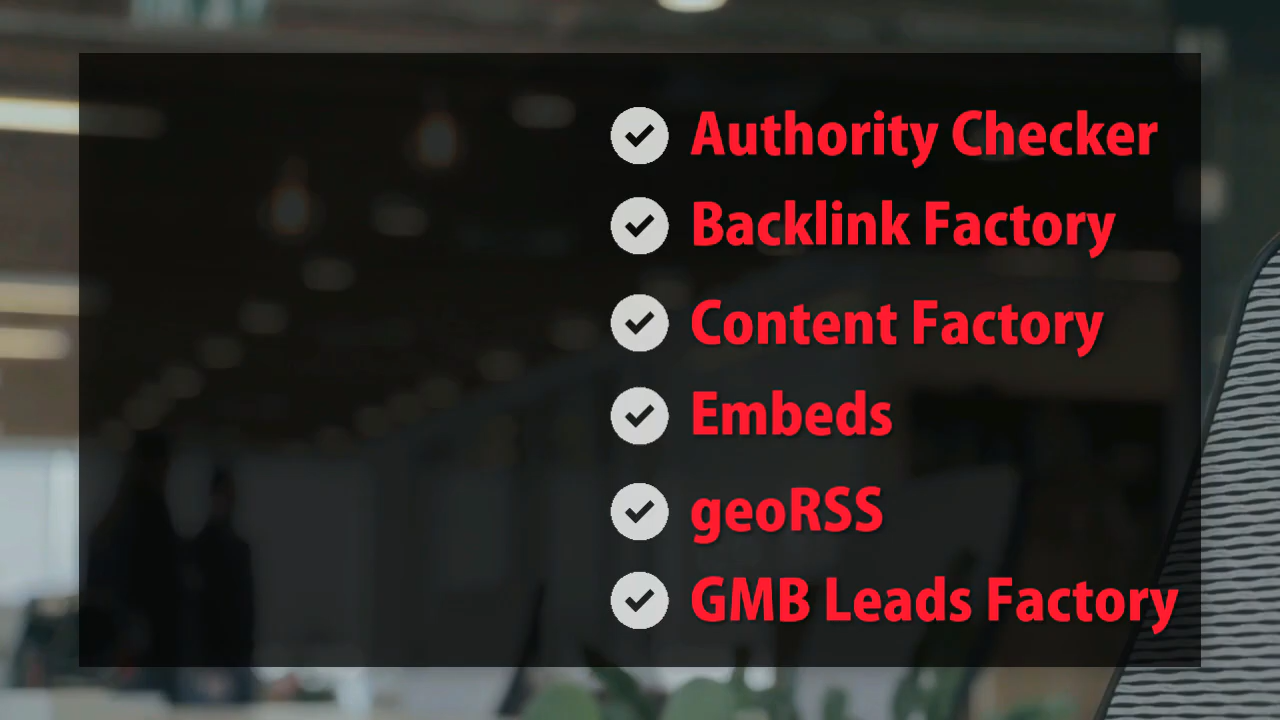 Authority Checker
Backlink Factory
Content Factory
Embeds
geoRSS
GMB Leads Factory